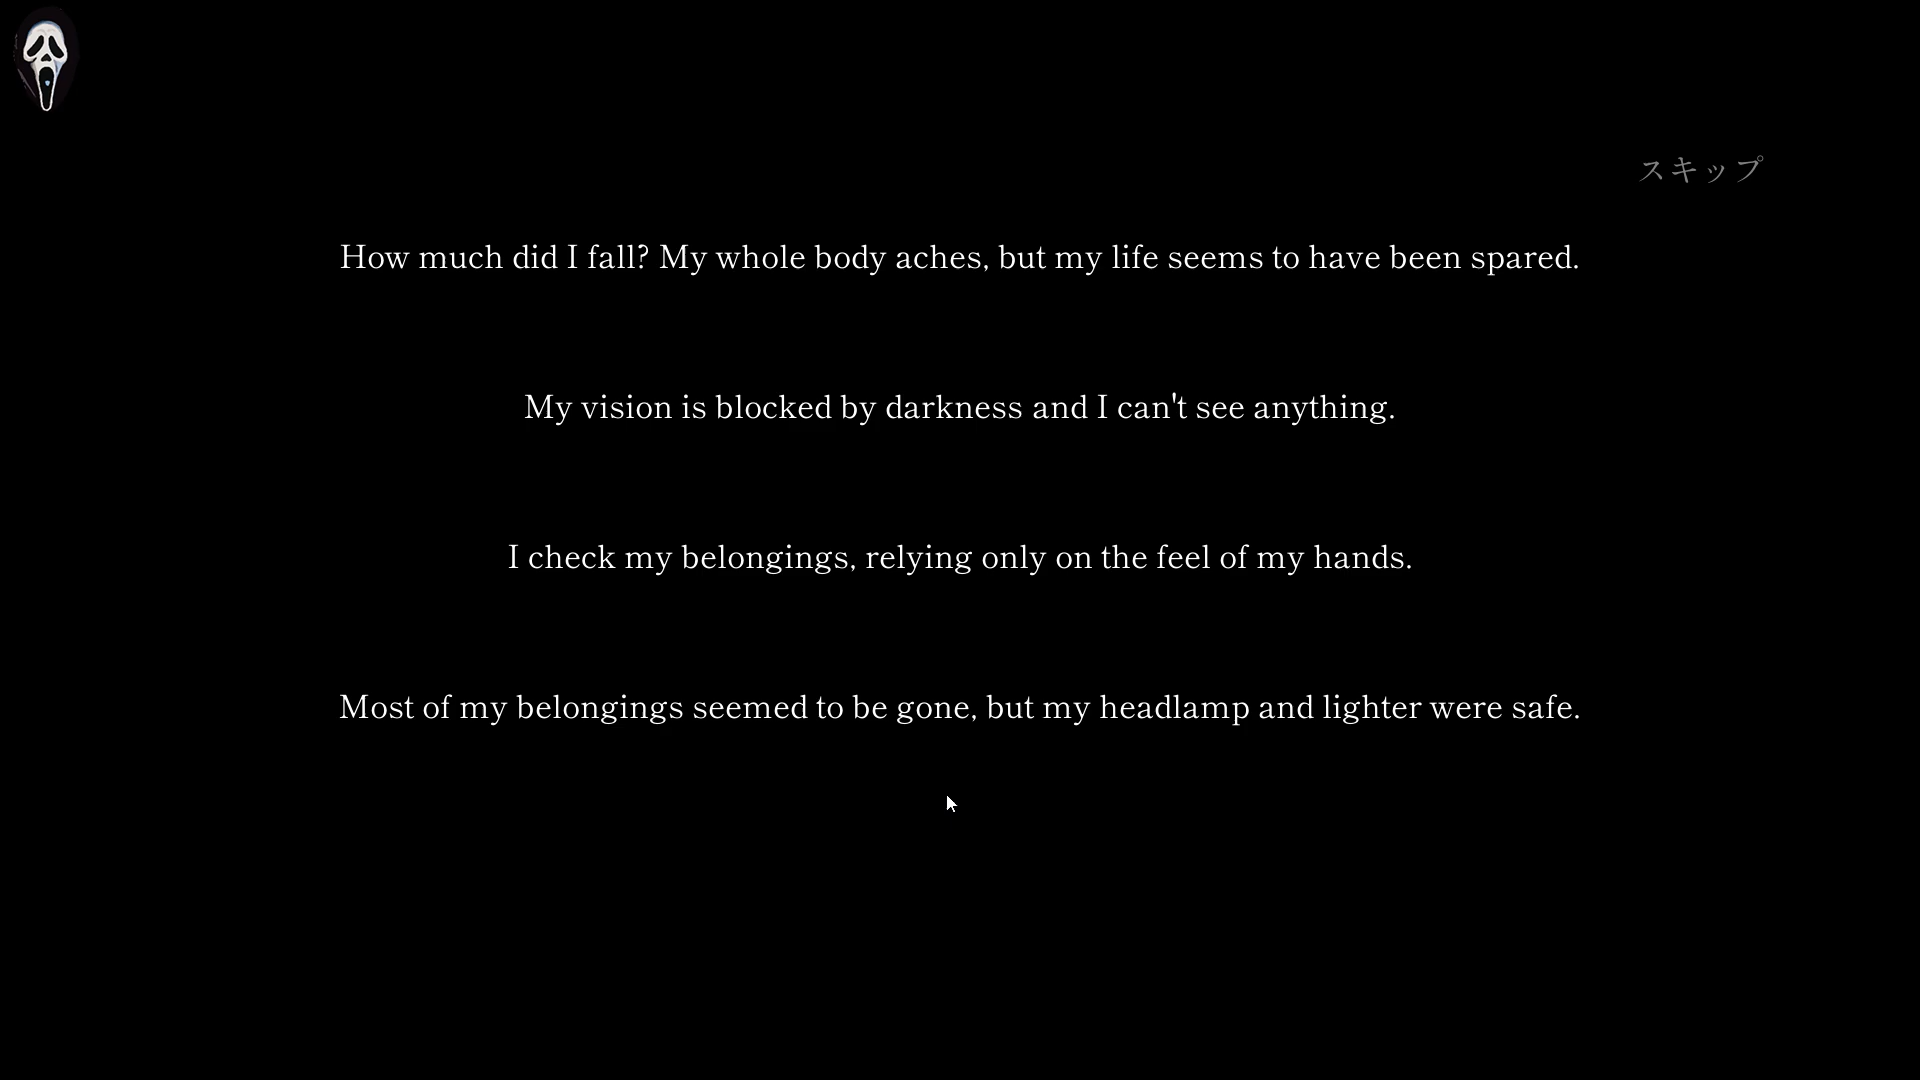 スキップ
How much did I fall? My whole body aches, but my life seems to have been spared.
My vision is blocked by darkness and I can't see anything.
I check my belongings, relying only on the feel of my hands.
Most of my belongings seemed to be gone, but my headlamp and lighter were safe.